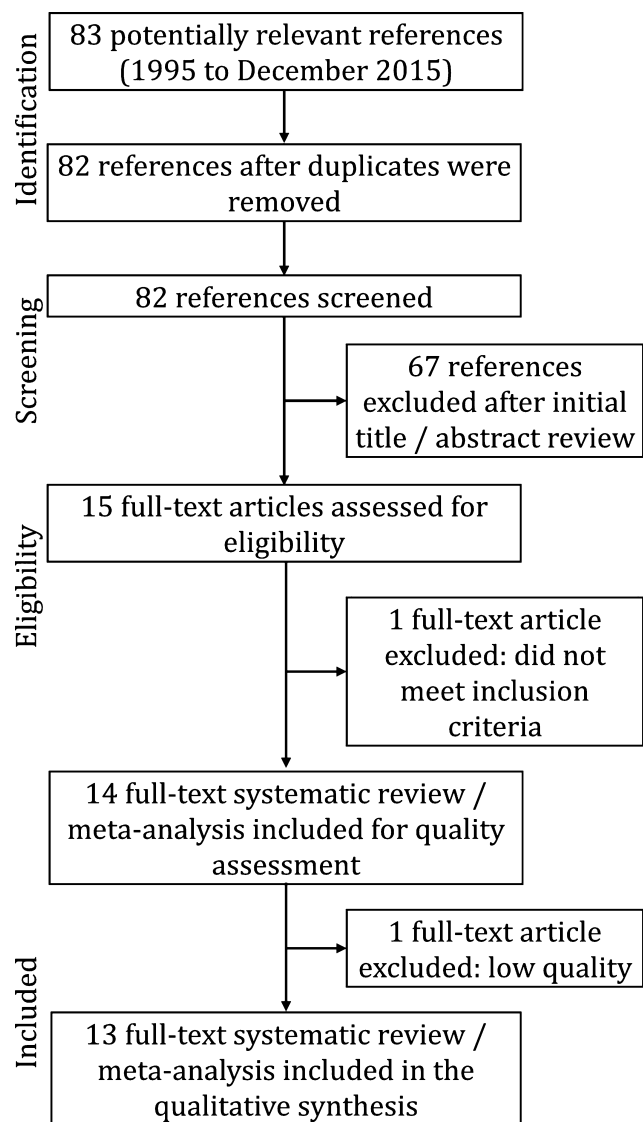 Identification
83 potentially relevant references
(1995 to December 2015)
82 references after duplicates were
removed
Screening
82 references screened
67 references
excluded after initial
title / abstract review
Eligibility
15 full-text articles assessed for
eligibility
1 full-text article
excluded: did not
meet inclusion
criteria
14 full-text systematic review /
meta-analysis included for quality
assessment
Included
1 full-text article
excluded: low quality
13 full-text systematic review /
meta-analysis included in the
qualitative synthesis